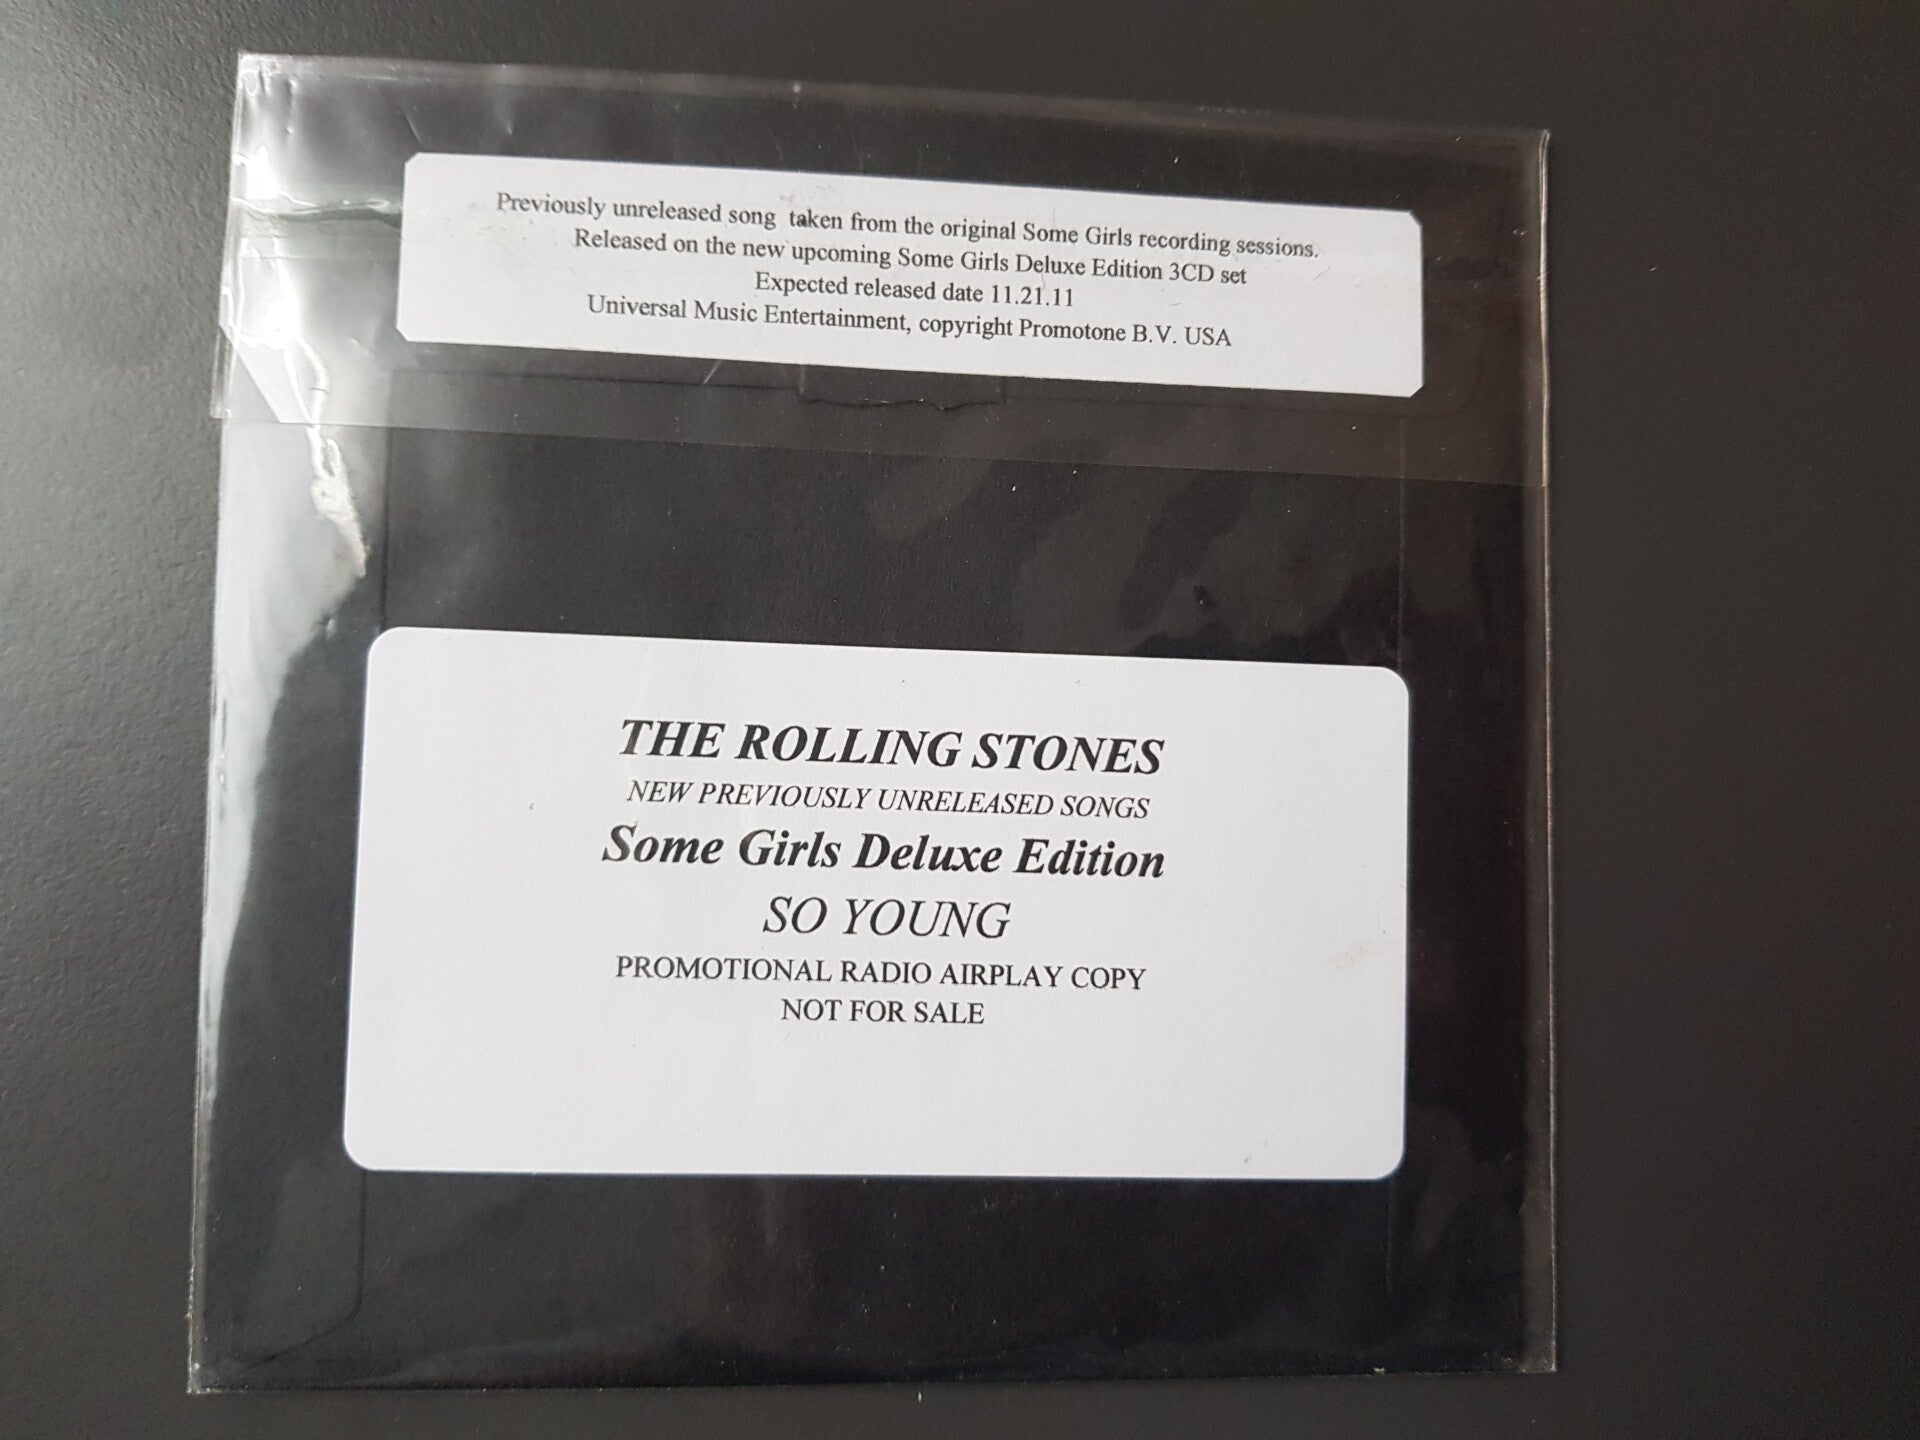 Previously unreleased song taken from the original Some Girls recording sessions.
Released on the new upcoming Some Girls Deluxe Edition 3CD set
Expected released date 11.21.11
Universal Music Entertainment, copyright Promotone B.V. USA
THE ROLLING STONES
NEW PREVIOUSLY UNRELEASED SONGS
Some Girls Deluxe Edition
SO YOUNG
PROMOTIONAL RADIO AIRPLAY COPY
NOT FOR SALE